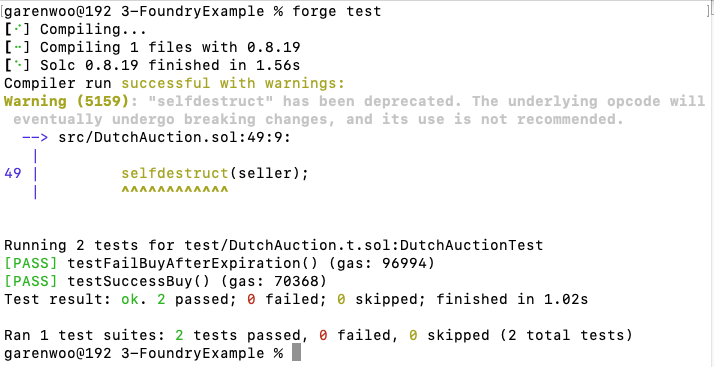 garenwoo@192 3-FoundryExample % forge test
[⠊] Compiling...
[⠒] Compiling 1 files with 0.8.19
[⠑] Solc 0.8.19 finished in 1.56s
Compiler run successful with warnings:
Warning (5159): "selfdestruct" has been deprecated. The underlying opcode will
 eventually undergo breaking changes, and its use is not recommended.
  --> src/DutchAuction.sol:49:9:
   |
49 |         selfdestruct(seller);
   |         ^^^^^^^^^^^^
Running 2 tests for test/DutchAuction.t.sol:DutchAuctionTest
[PASS] testFailBuyAfterExpiration() (gas: 96994)
[PASS] testSuccessBuy() (gas: 70368)
Test result: ok. 2 passed; 0 failed; 0 skipped; finished in 1.02s
Ran 1 test suites: 2 tests passed, 0 failed, 0 skipped (2 total tests)
garenwoo@192 3-FoundryExample %